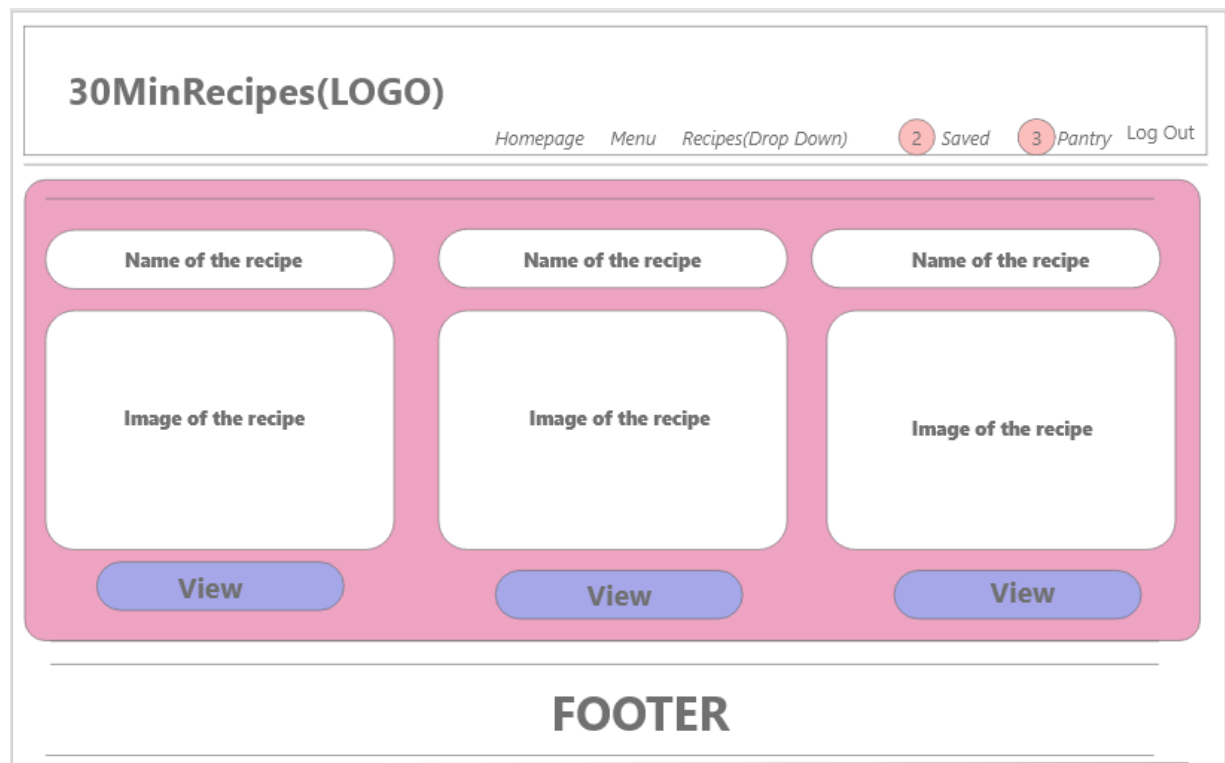 30MinRecipes(LOGO)
Homepage Menu Recipes(Drop Down) 2 Saved 3 Pantry Log Out
Name of the recipe Name of the recipe Name of the recipe
Image of the recipe Image of the recipe Image of the recipe
View View View
FOOTER